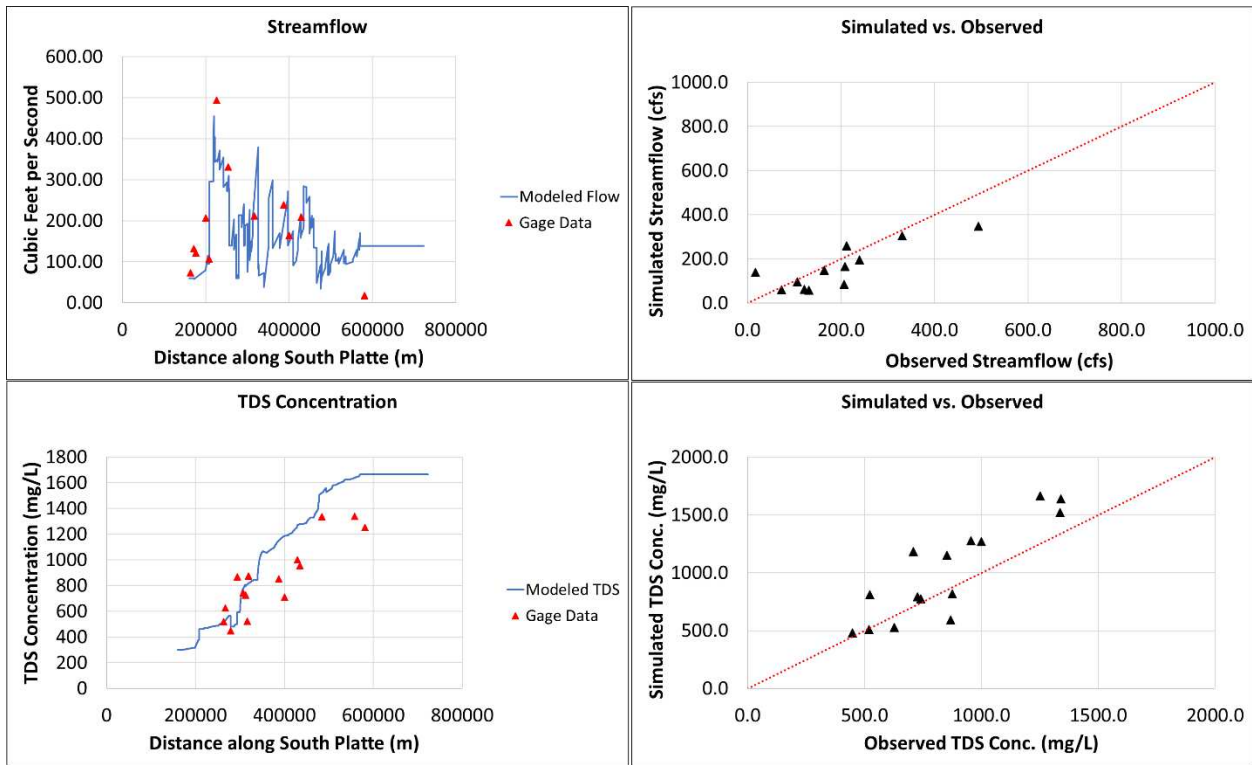 Streamflow
600.00
500.00
400.00
300.00
200.00
100.00
0.00
0 200000 400000 600000 800000
Cubic Feet per Second
Distance along South Platte (m)
Modeled Flow
Gage Data
Simulated vs. Observed
1000.0
800.0
600.0
400.0
200.0
0.0
0.0 200.0 400.0 600.0 800.0 1000.0
Simulated Streamflow (cfs)
Observed Streamflow (cfs)
TDS Concentration
1800
1600
1400
1200
1000
800
600
400
200
0
0 200000 400000 600000 800000
TDS Concentration (mg/L)
Distance along South Platte (m)
Modeled TDS
Gage Data
Simulated vs. Observed
2000.0
1500.0
1000.0
500.0
0.0
0.0 500.0 1000.0 1500.0 2000.0
Simulated TDS Conc. (mg/L)
Observed TDS Conc. (mg/L)